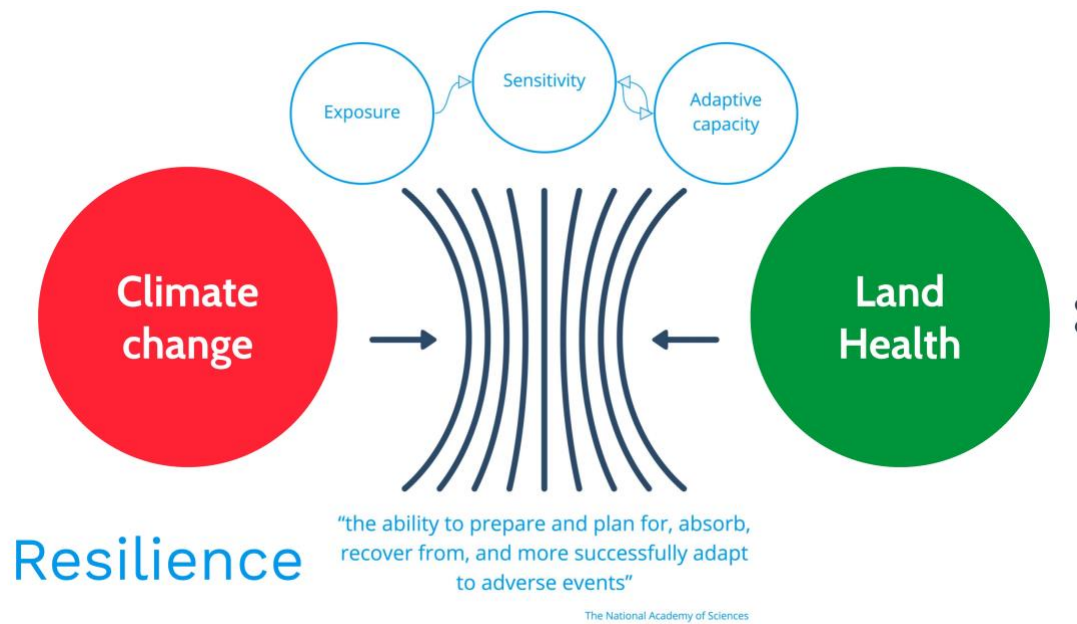 Exposure
Sensitivity
Adaptive
capacity
Climate
change
Land
Health
Resilience
“the ability to prepare and plan for, absorb,
recover from, and more successfully adapt
to adverse events”
The National Academy of Sciences